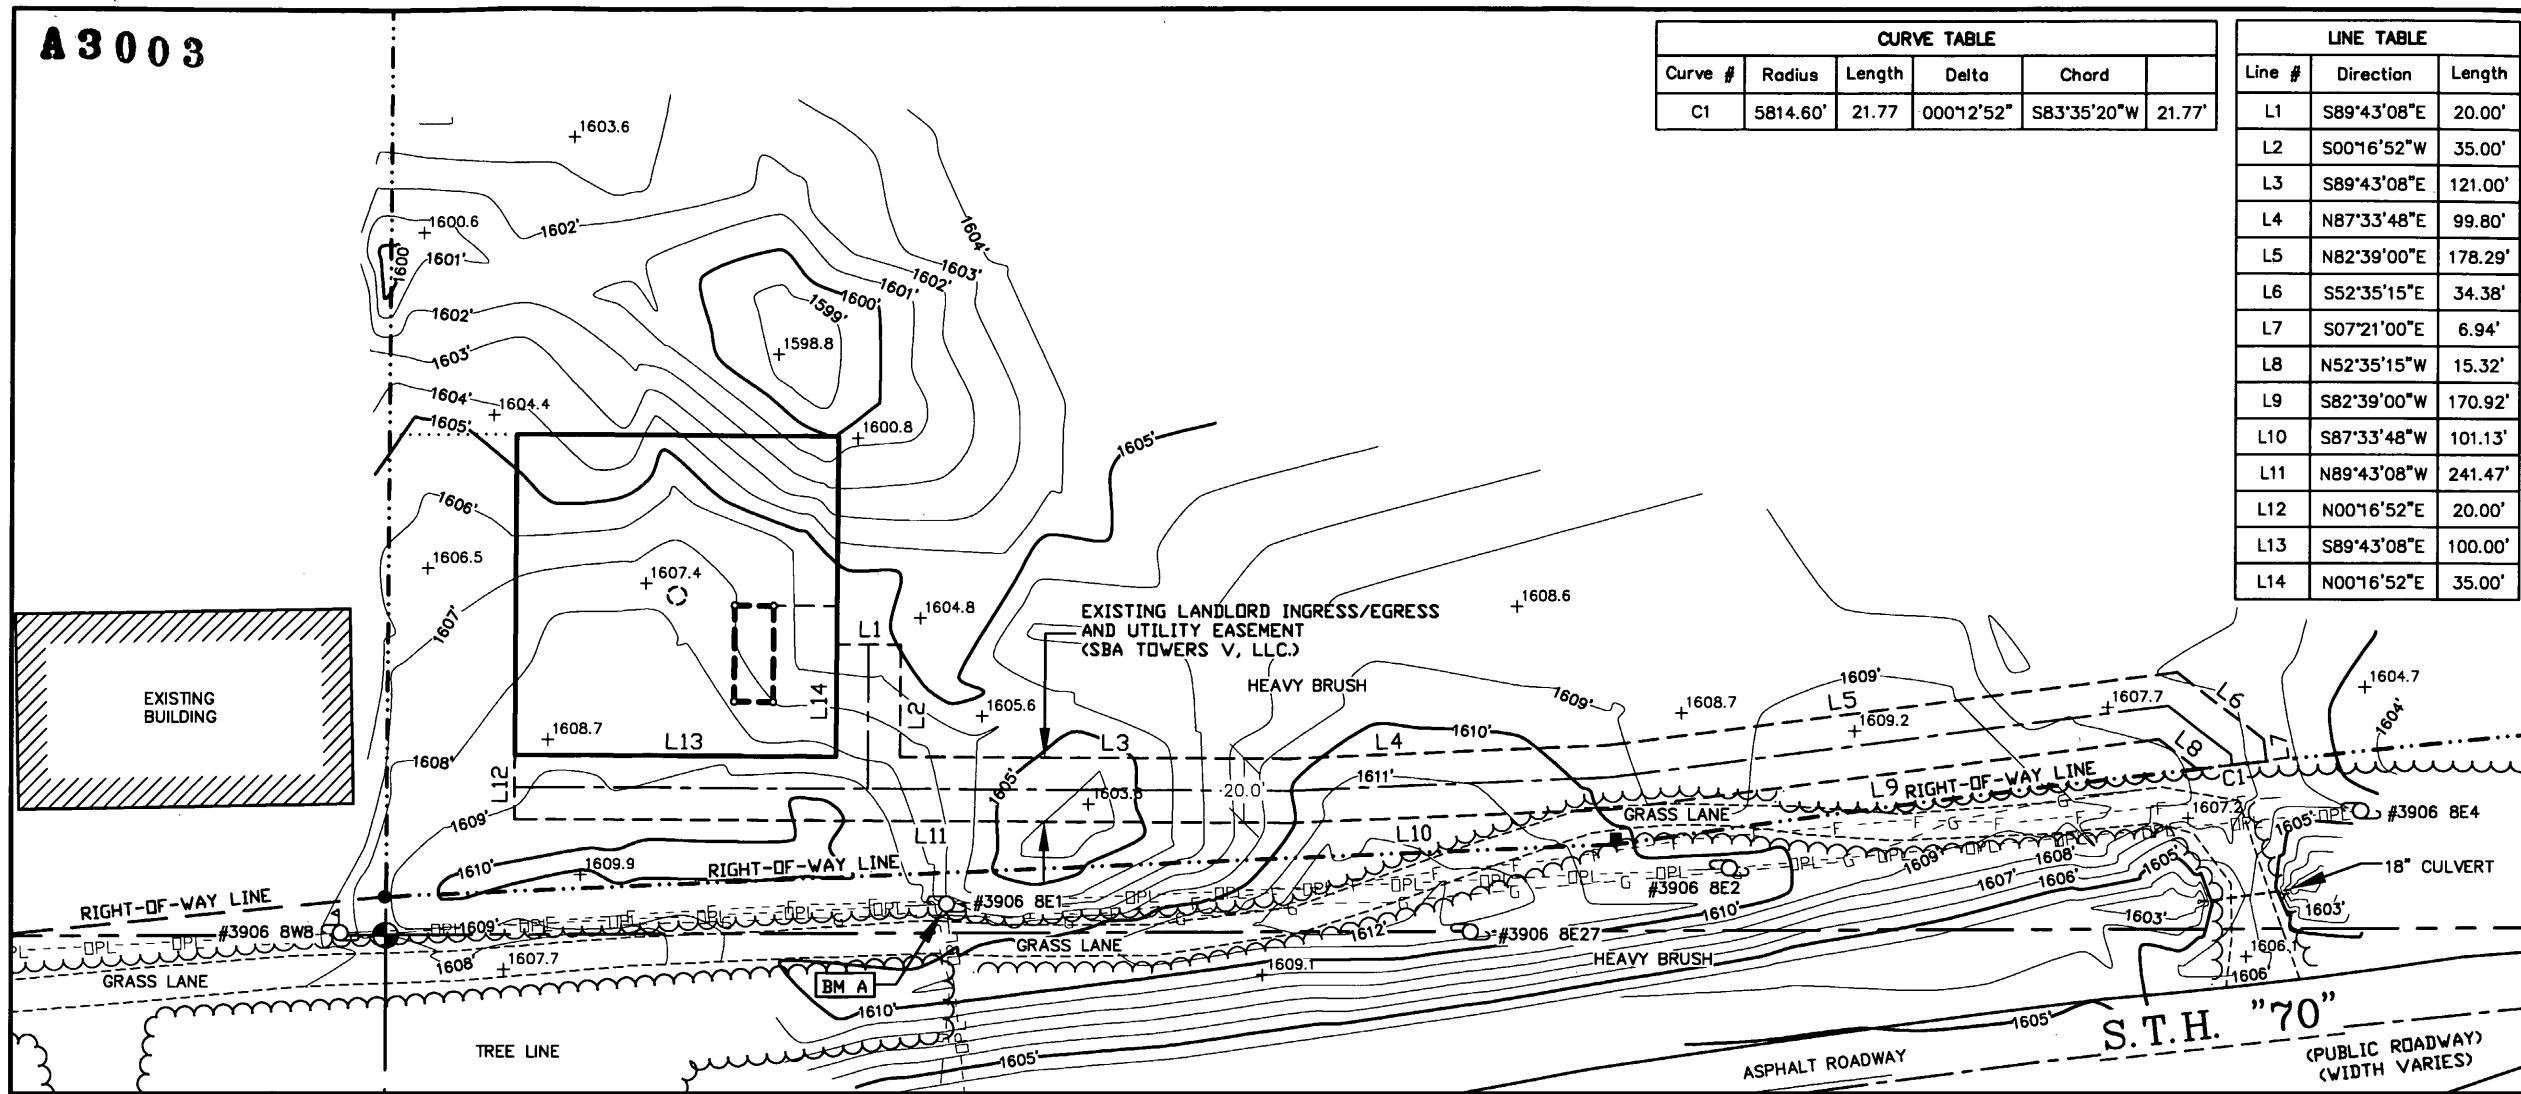 A3003
CURVE TABLE
Curve # Radius Length Delta Chord
C1 5814.60' 21.77 000°12'52" S83°35'20"W 21.77'
LINE TABLE
Line # Direction Length
L1 S89°43'08"E 20.00'
L2 S00°16'52"W 35.00'
L3 S89°43'08"E 121.00'
L4 N87°33'48"E 99.80'
L5 N82°39'00"E 178.29'
L6 S52°35'15"E 34.38'
L7 S07°21'00"E 6.94'
L8 N52°35'15"W 15.32'
L9 S82°39'00"W 170.92'
L10 S87°33'48"W 101.13'
L11 N89°43'08"W 241.47'
L12 N00°16'52"E 20.00'
L13 S89°43'08"E 100.00'
L14 N00°16'52"E 35.00'
1603.6
1600.6
1602'
1604'
1601'
1600'
1603'
1602'
1601'
1600'
1599'
1602'
1598.8
1603'
1604'
1604.4
1605'
1600.8
1605'
1606'
1606.5
1607.4
1607'
1604.8
1608.6
EXISTING LANDLORD INGRESS/EGRESS
AND UTILITY EASEMENT
(SBA TOWERS V, LLC.)
HEAVY BRUSH
L1
L14
L2
EXISTING
BUILDING
1605.6
1609'
1608.7
1609'
L5
1609.2
1607.7
L6
1604.7
1604'
1608.7
L13
L3
L4
1610'
L7
L8
1608'
L12
1605'
1603.3
20.0'
1611'
L9
RIGHT-OF-WAY LINE
C1
1609'
L11
L10
GRASS LANE
1607.2
1605'
#3906 8E4
1610'
1609.9
RIGHT-OF-WAY LINE
1609'
1608'
1605'
18" CULVERT
RIGHT-OF-WAY LINE
#3906 8E1
#3906 8E2
1607'
1606'
1610'
1603'
1603'
#3906 8W8
1609'
GRASS LANE
1612'
#3906 8E27
1608'
1607.7
1609.1
HEAVY BRUSH
1606.1
1606'
GRASS LANE
BM A
1610'
1605'
S.T.H. "70"
TREE LINE
1605'
ASPHALT ROADWAY
(PUBLIC ROADWAY)
(WIDTH VARIES)